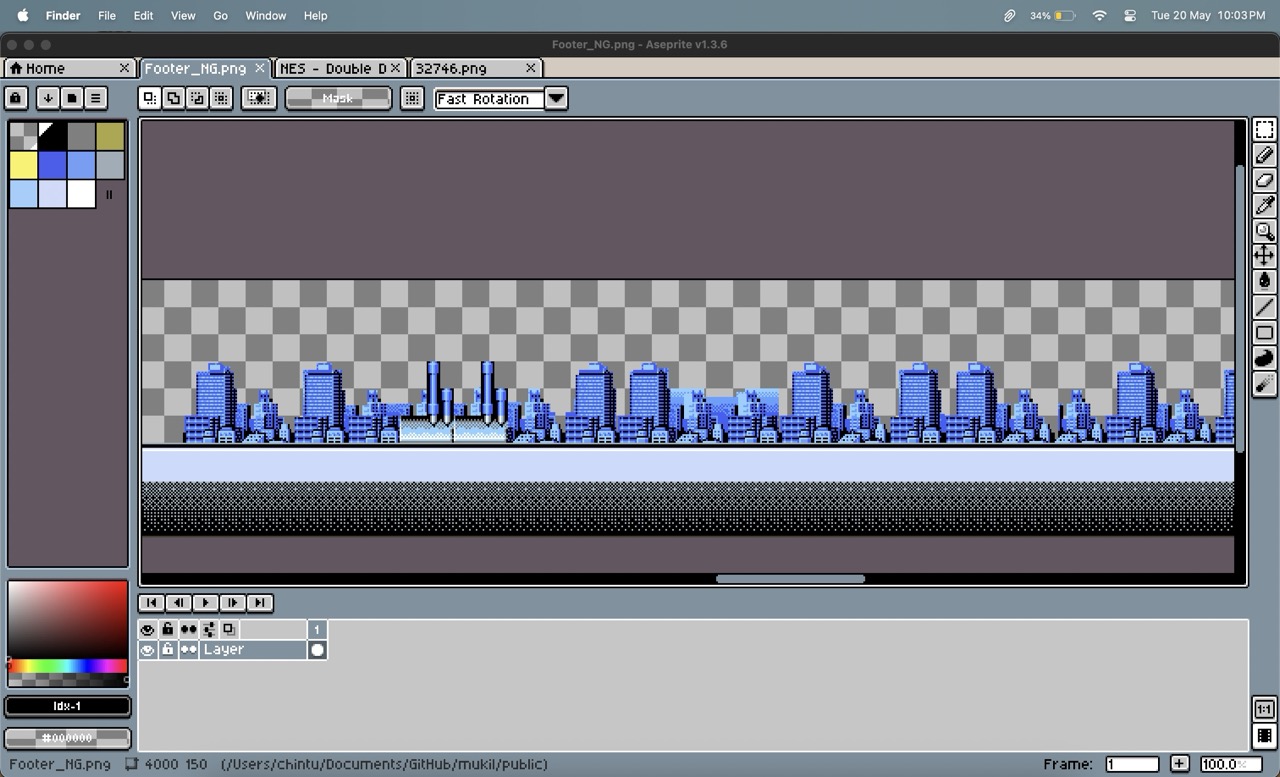 Finder File Edit View Go Window Help 34% Tue 20 May 10:03 PM
Footer_NG.png - Aseprite v1.3.6
Home Footer_NG.png NES - Double D 32746.png
Mask Fast Rotation
1
Layer
Idx-1
#000000
1:1
Footer_NG.png 4000 150 (/Users/chintu/Documents/GitHub/mukil/public) Frame: 1 100.0%